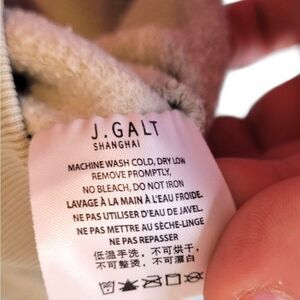 J.GALT
SHANGHAI
MACHINE WASH COLD, DRY LOW
REMOVE PROMPTLY,
NO BLEACH, DO NOT IRON
LAVAGE À LA MAIN À L'EAU FROIDE.
NE PAS UTILISER D'EAU DE JAVEL.
NE PAS METTRE AU SÈCHE-LINGE
NE PAS REPASSER
低温手洗，不可烘干，
不可整烫，不可漂白